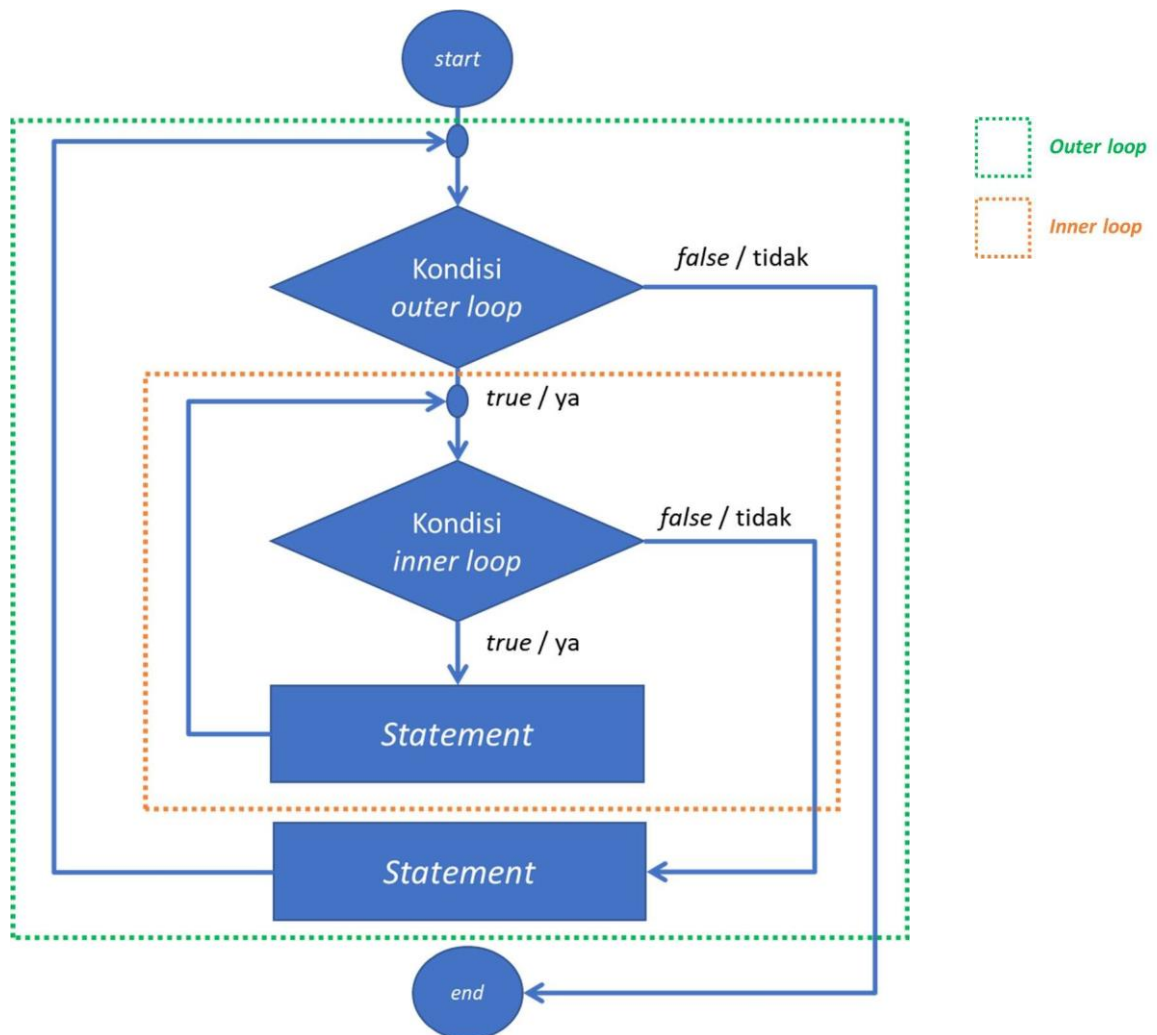 start
Outer loop
Inner loop
Kondisi
outer loop
false / tidak
true / ya
Kondisi
inner loop
false / tidak
true / ya
Statement
Statement
end